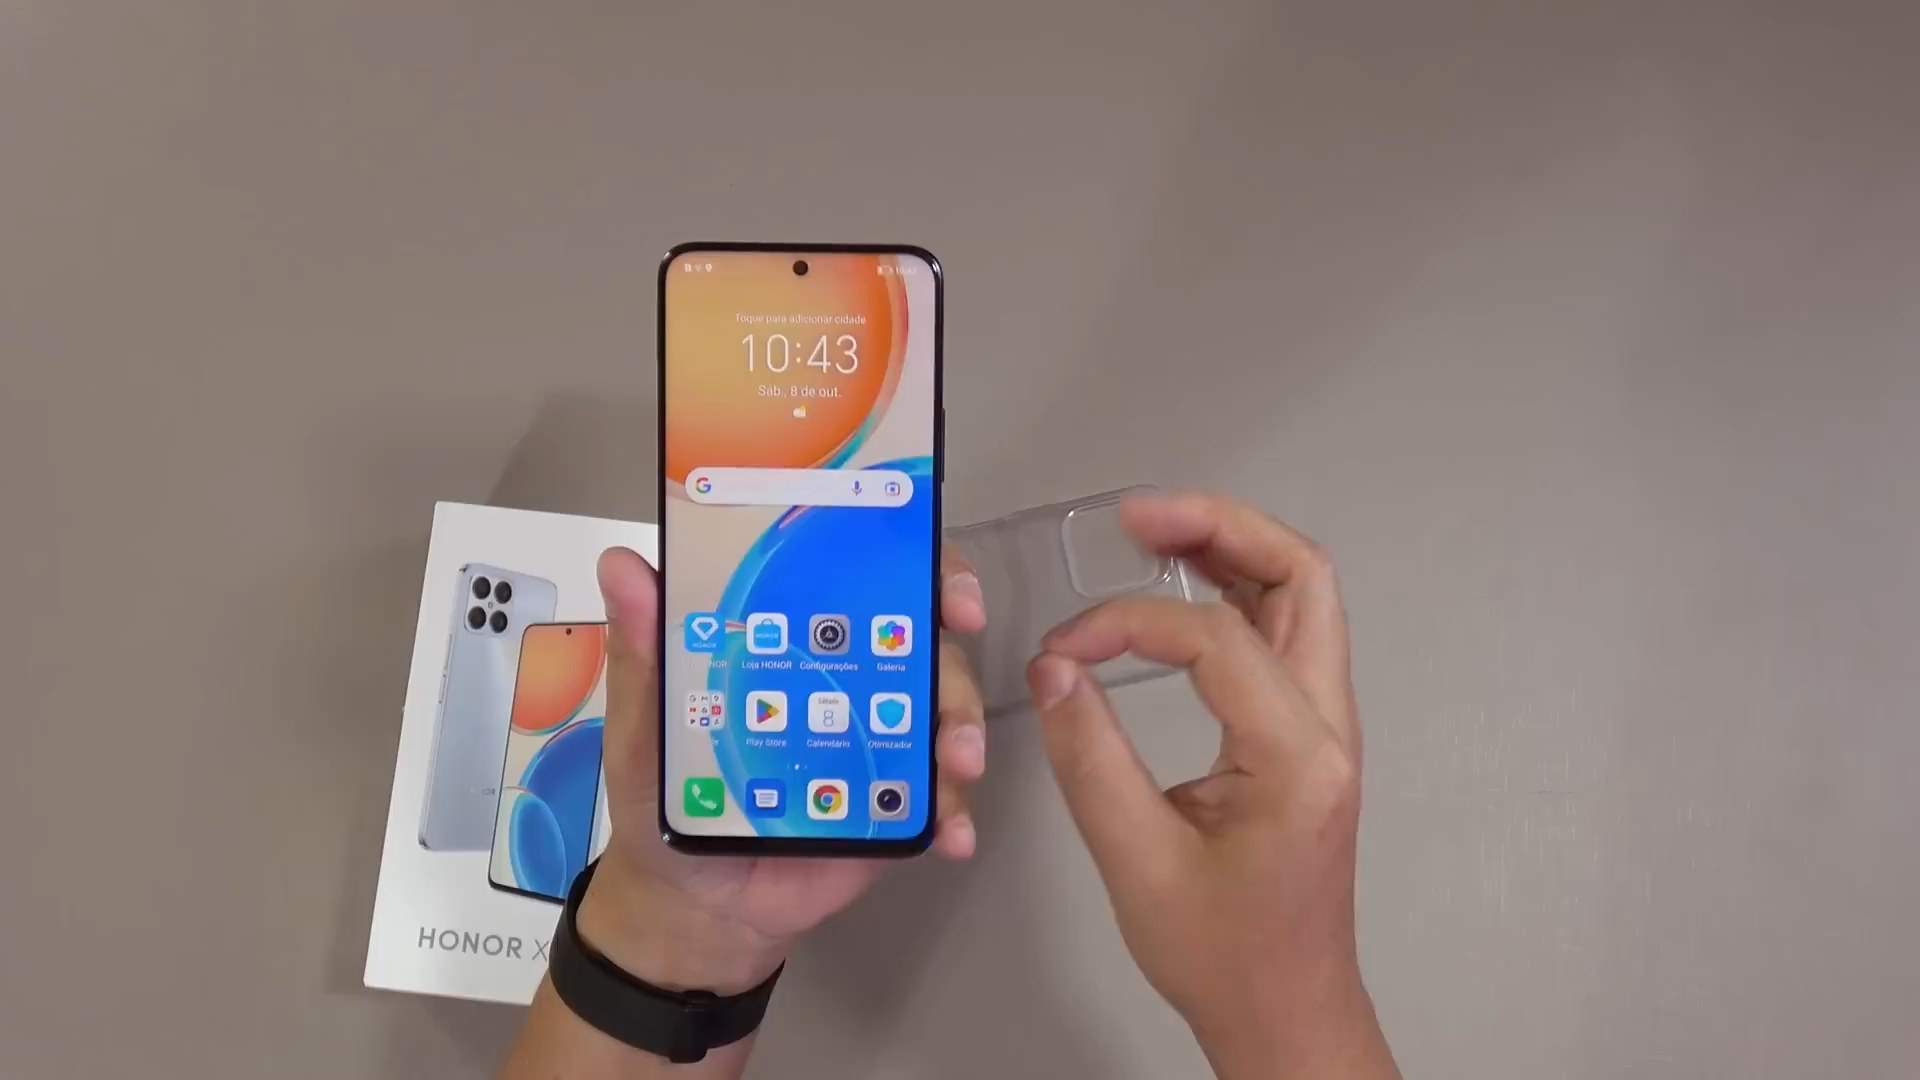 Toque para adicionar cidade
10:43
Sáb., 8 de out.
HONOR
Loja HONOR
Configurações
Galeria
Play Store
Calendário
Otimizador
HONOR X